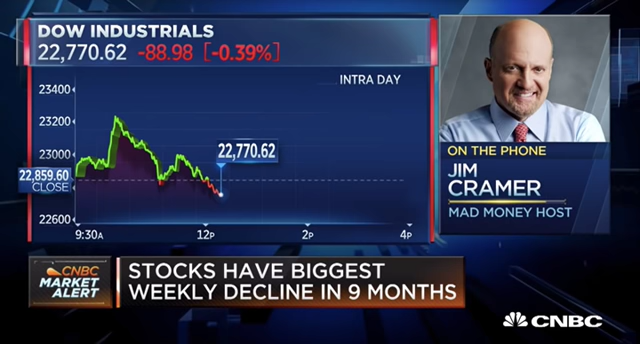 DOW INDUSTRIALS
22,770.62 -88.98 [-0.39%]
INTRA DAY
23400
23200
23000
22,859.60
CLOSE
22600
22,770.62
9:30A
12P
2P
4P
ON THE PHONE
JIM
CRAMER
MAD MONEY HOST
CNBC
MARKET
ALERT
STOCKS HAVE BIGGEST
WEEKLY DECLINE IN 9 MONTHS
CNBC